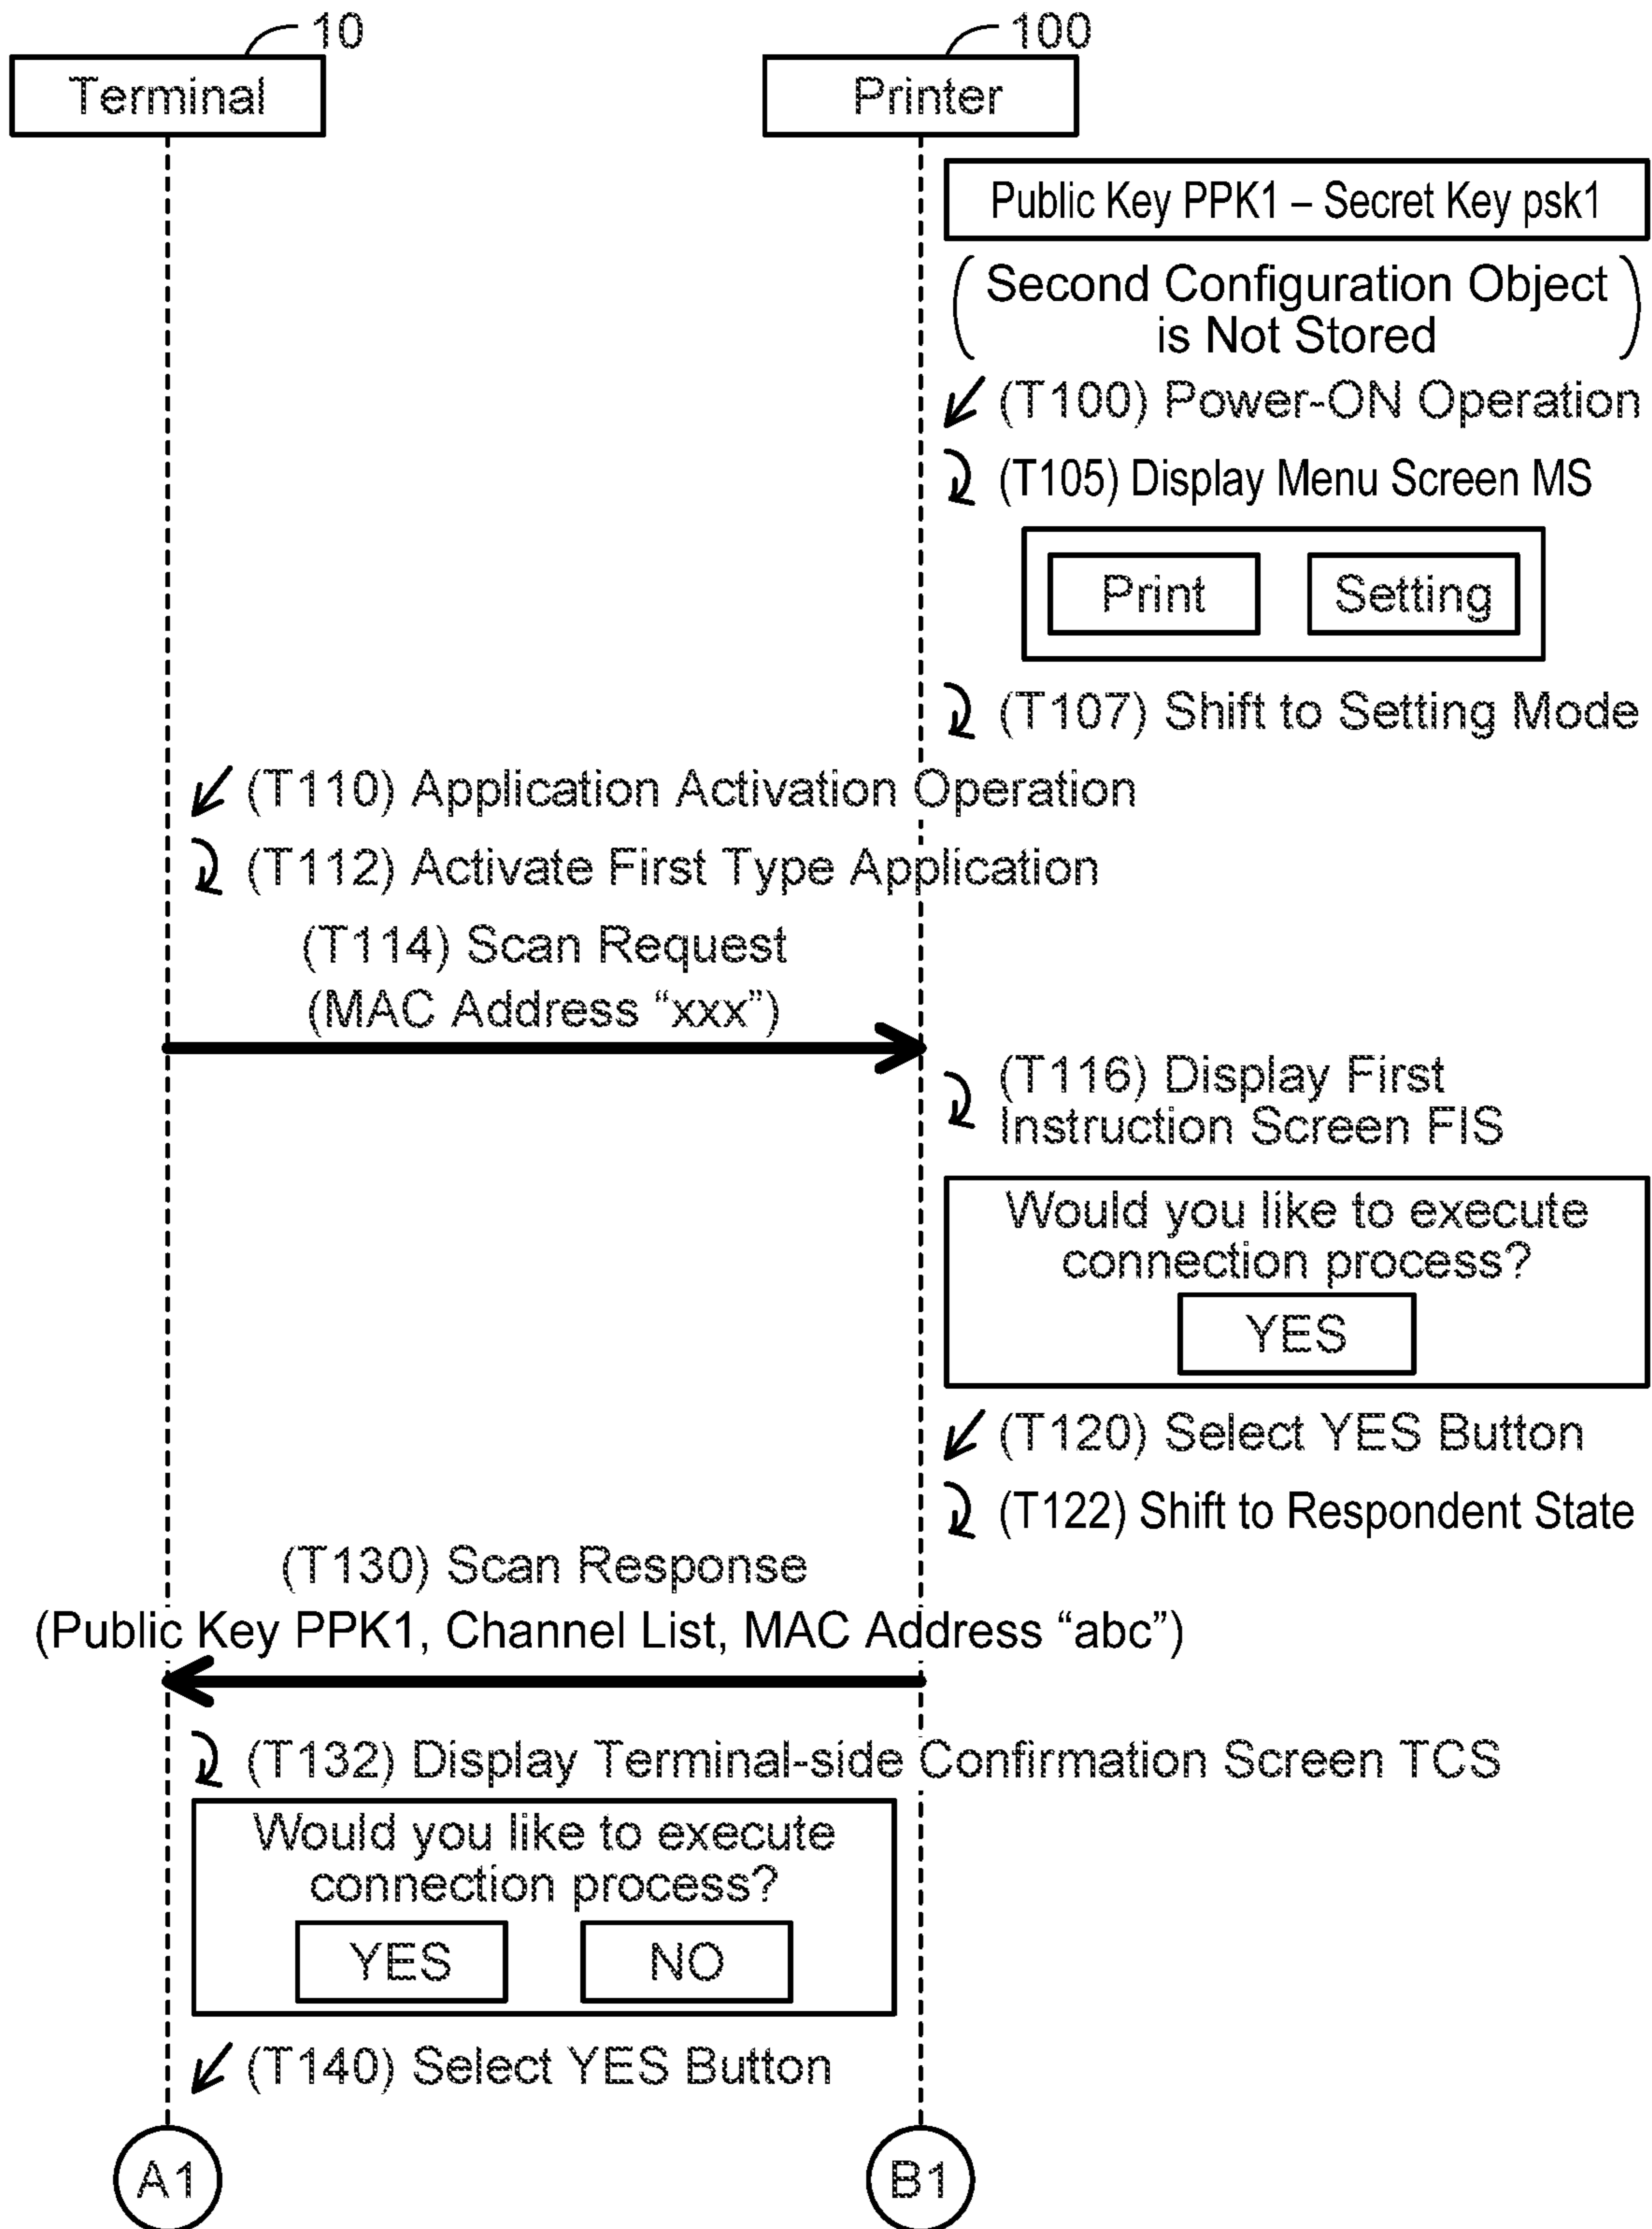 10
100
Terminal
Printer
Public Key PPK1 – Secret Key psk1
(Second Configuration Object
is Not Stored)
(T100) Power-ON Operation
(T105) Display Menu Screen MS
Print
Setting
(T107) Shift to Setting Mode
(T110) Application Activation Operation
(T112) Activate First Type Application
(T114) Scan Request
(MAC Address “xxx”)
(T116) Display First
Instruction Screen FIS
Would you like to execute
connection process?
YES
(T120) Select YES Button
(T122) Shift to Respondent State
(T130) Scan Response
(Public Key PPK1, Channel List, MAC Address “abc”)
(T132) Display Terminal-side Confirmation Screen TCS
Would you like to execute
connection process?
YES
NO
(T140) Select YES Button
A1
B1